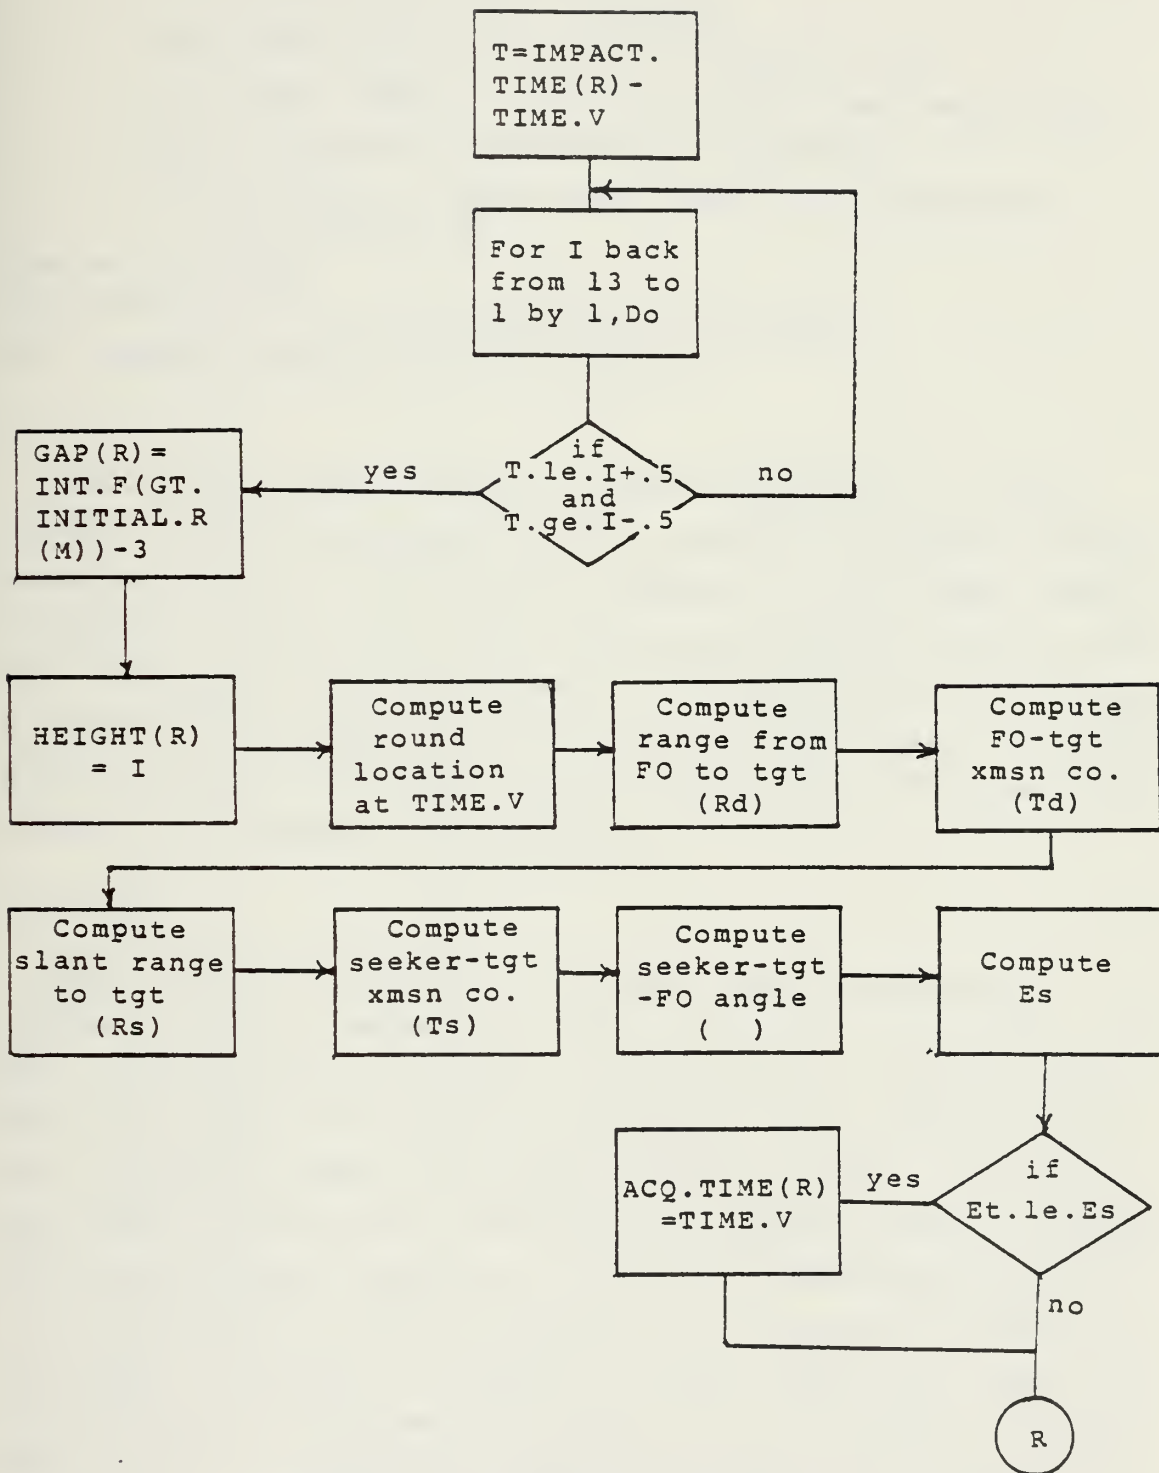 T=IMPACT.
TIME(R)-
TIME.V
For I back
from 13 to
1 by 1,Do
if
T.le.I+.5
and
T.ge.I-.5
yes
no
GAP(R)=
INT.F(GT.
INITIAL.R
(M))-3
HEIGHT(R)
= I
Compute
round
location
at TIME.V
Compute
range from
FO to tgt
(Rd)
Compute
FO-tgt
xmsn co.
(Td)
Compute
slant range
to tgt
(Rs)
Compute
seeker-tgt
xmsn co.
(Ts)
Compute
seeker-tgt
-FO angle
( )
Compute
Es
if
Et.le.Es
yes
no
ACQ.TIME(R)
=TIME.V
R